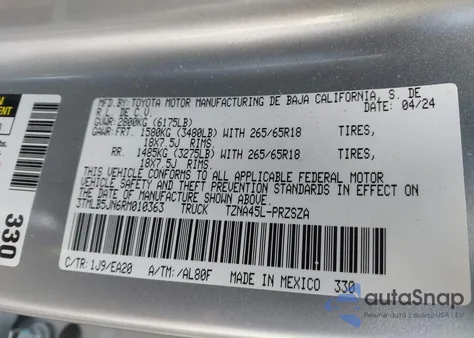 MFD.BY:TOYOTA MOTOR MANUFACTURING DE BAJA CALIFORNIA, S. DE
R.L. DE C.V.
DATE: 04/24
GVWR: 2800KG (6175LB)
GAWR: FRT. 1580KG (3480LB) WITH 265/65R18 TIRES,
18X7.5J RIMS
RR. 1485KG (3275LB) WITH 265/65R18 TIRES,
18X7.5J RIMS
THIS VEHICLE CONFORMS TO ALL APPLICABLE FEDERAL MOTOR
VEHICLE SAFETY AND THEFT PREVENTION STANDARDS IN EFFECT ON
THE DATE OF MANUFACTURE SHOWN ABOVE.
3TMLB5JN6RM010363 TRUCK TZNA45L-PRZSZA
C/TR: 1J9/EA20 A/TM: /AL80F MADE IN MEXICO 330
330
autaSnap